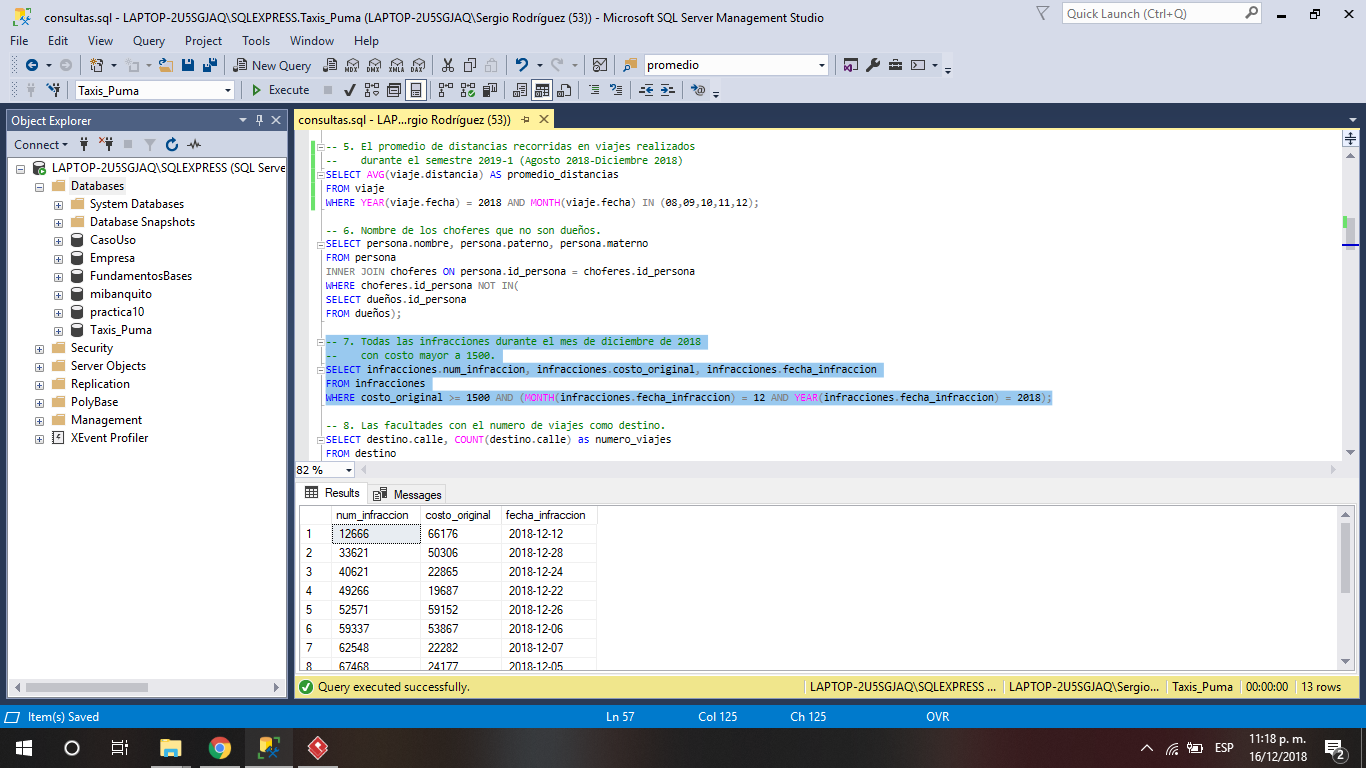 consultas.sql - LAPTOP-2U5SGJAQ\SQLEXPRESS.Taxis_Puma (LAPTOP-2U5SGJAQ\Sergio Rodríguez (53)) - Microsoft SQL Server Management Studio
Quick Launch (Ctrl+Q)
File Edit View Query Project Tools Window Help
New Query MDX DMX XMLA DAX promedio
Taxis_Puma Execute
Object Explorer
Connect
LAPTOP-2U5SGJAQ\SQLEXPRESS (SQL Serve
Databases
System Databases
Database Snapshots
CasoUso
Empresa
FundamentosBases
mibanquito
practica10
Taxis_Puma
Security
Server Objects
Replication
PolyBase
Management
XEvent Profiler
consultas.sql - LAP...rgio Rodríguez (53))
-- 5. El promedio de distancias recorridas en viajes realizados
--    durante el semestre 2019-1 (Agosto 2018-Diciembre 2018)
SELECT AVG(viaje.distancia) AS promedio_distancias
FROM viaje
WHERE YEAR(viaje.fecha) = 2018 AND MONTH(viaje.fecha) IN (08,09,10,11,12);
-- 6. Nombre de los choferes que no son dueños.
SELECT persona.nombre, persona.paterno, persona.materno
FROM persona
INNER JOIN choferes ON persona.id_persona = choferes.id_persona
WHERE choferes.id_persona NOT IN(
SELECT dueños.id_persona
FROM dueños);
-- 7. Todas las infracciones durante el mes de diciembre de 2018
--    con costo mayor a 1500.
SELECT infracciones.num_infraccion, infracciones.costo_original, infracciones.fecha_infraccion
FROM infracciones
WHERE costo_original >= 1500 AND (MONTH(infracciones.fecha_infraccion) = 12 AND YEAR(infracciones.fecha_infraccion) = 2018);
-- 8. Las facultades con el numero de viajes como destino.
SELECT destino.calle, COUNT(destino.calle) as numero_viajes
FROM destino
82 %
Results Messages
num_infraccion costo_original fecha_infraccion
1 12666 66176 2018-12-12
2 33621 50306 2018-12-28
3 40621 22865 2018-12-24
4 49266 19687 2018-12-22
5 52571 59152 2018-12-26
6 59337 53867 2018-12-06
7 62548 22282 2018-12-07
8 67468 24177 2018-12-05
Query executed successfully. LAPTOP-2U5SGJAQ\SQLEXPRESS ... LAPTOP-2U5SGJAQ\Sergio... Taxis_Puma 00:00:00 13 rows
Item(s) Saved Ln 57 Col 125 Ch 125 OVR
ESP
11:18 p. m.
16/12/2018
2